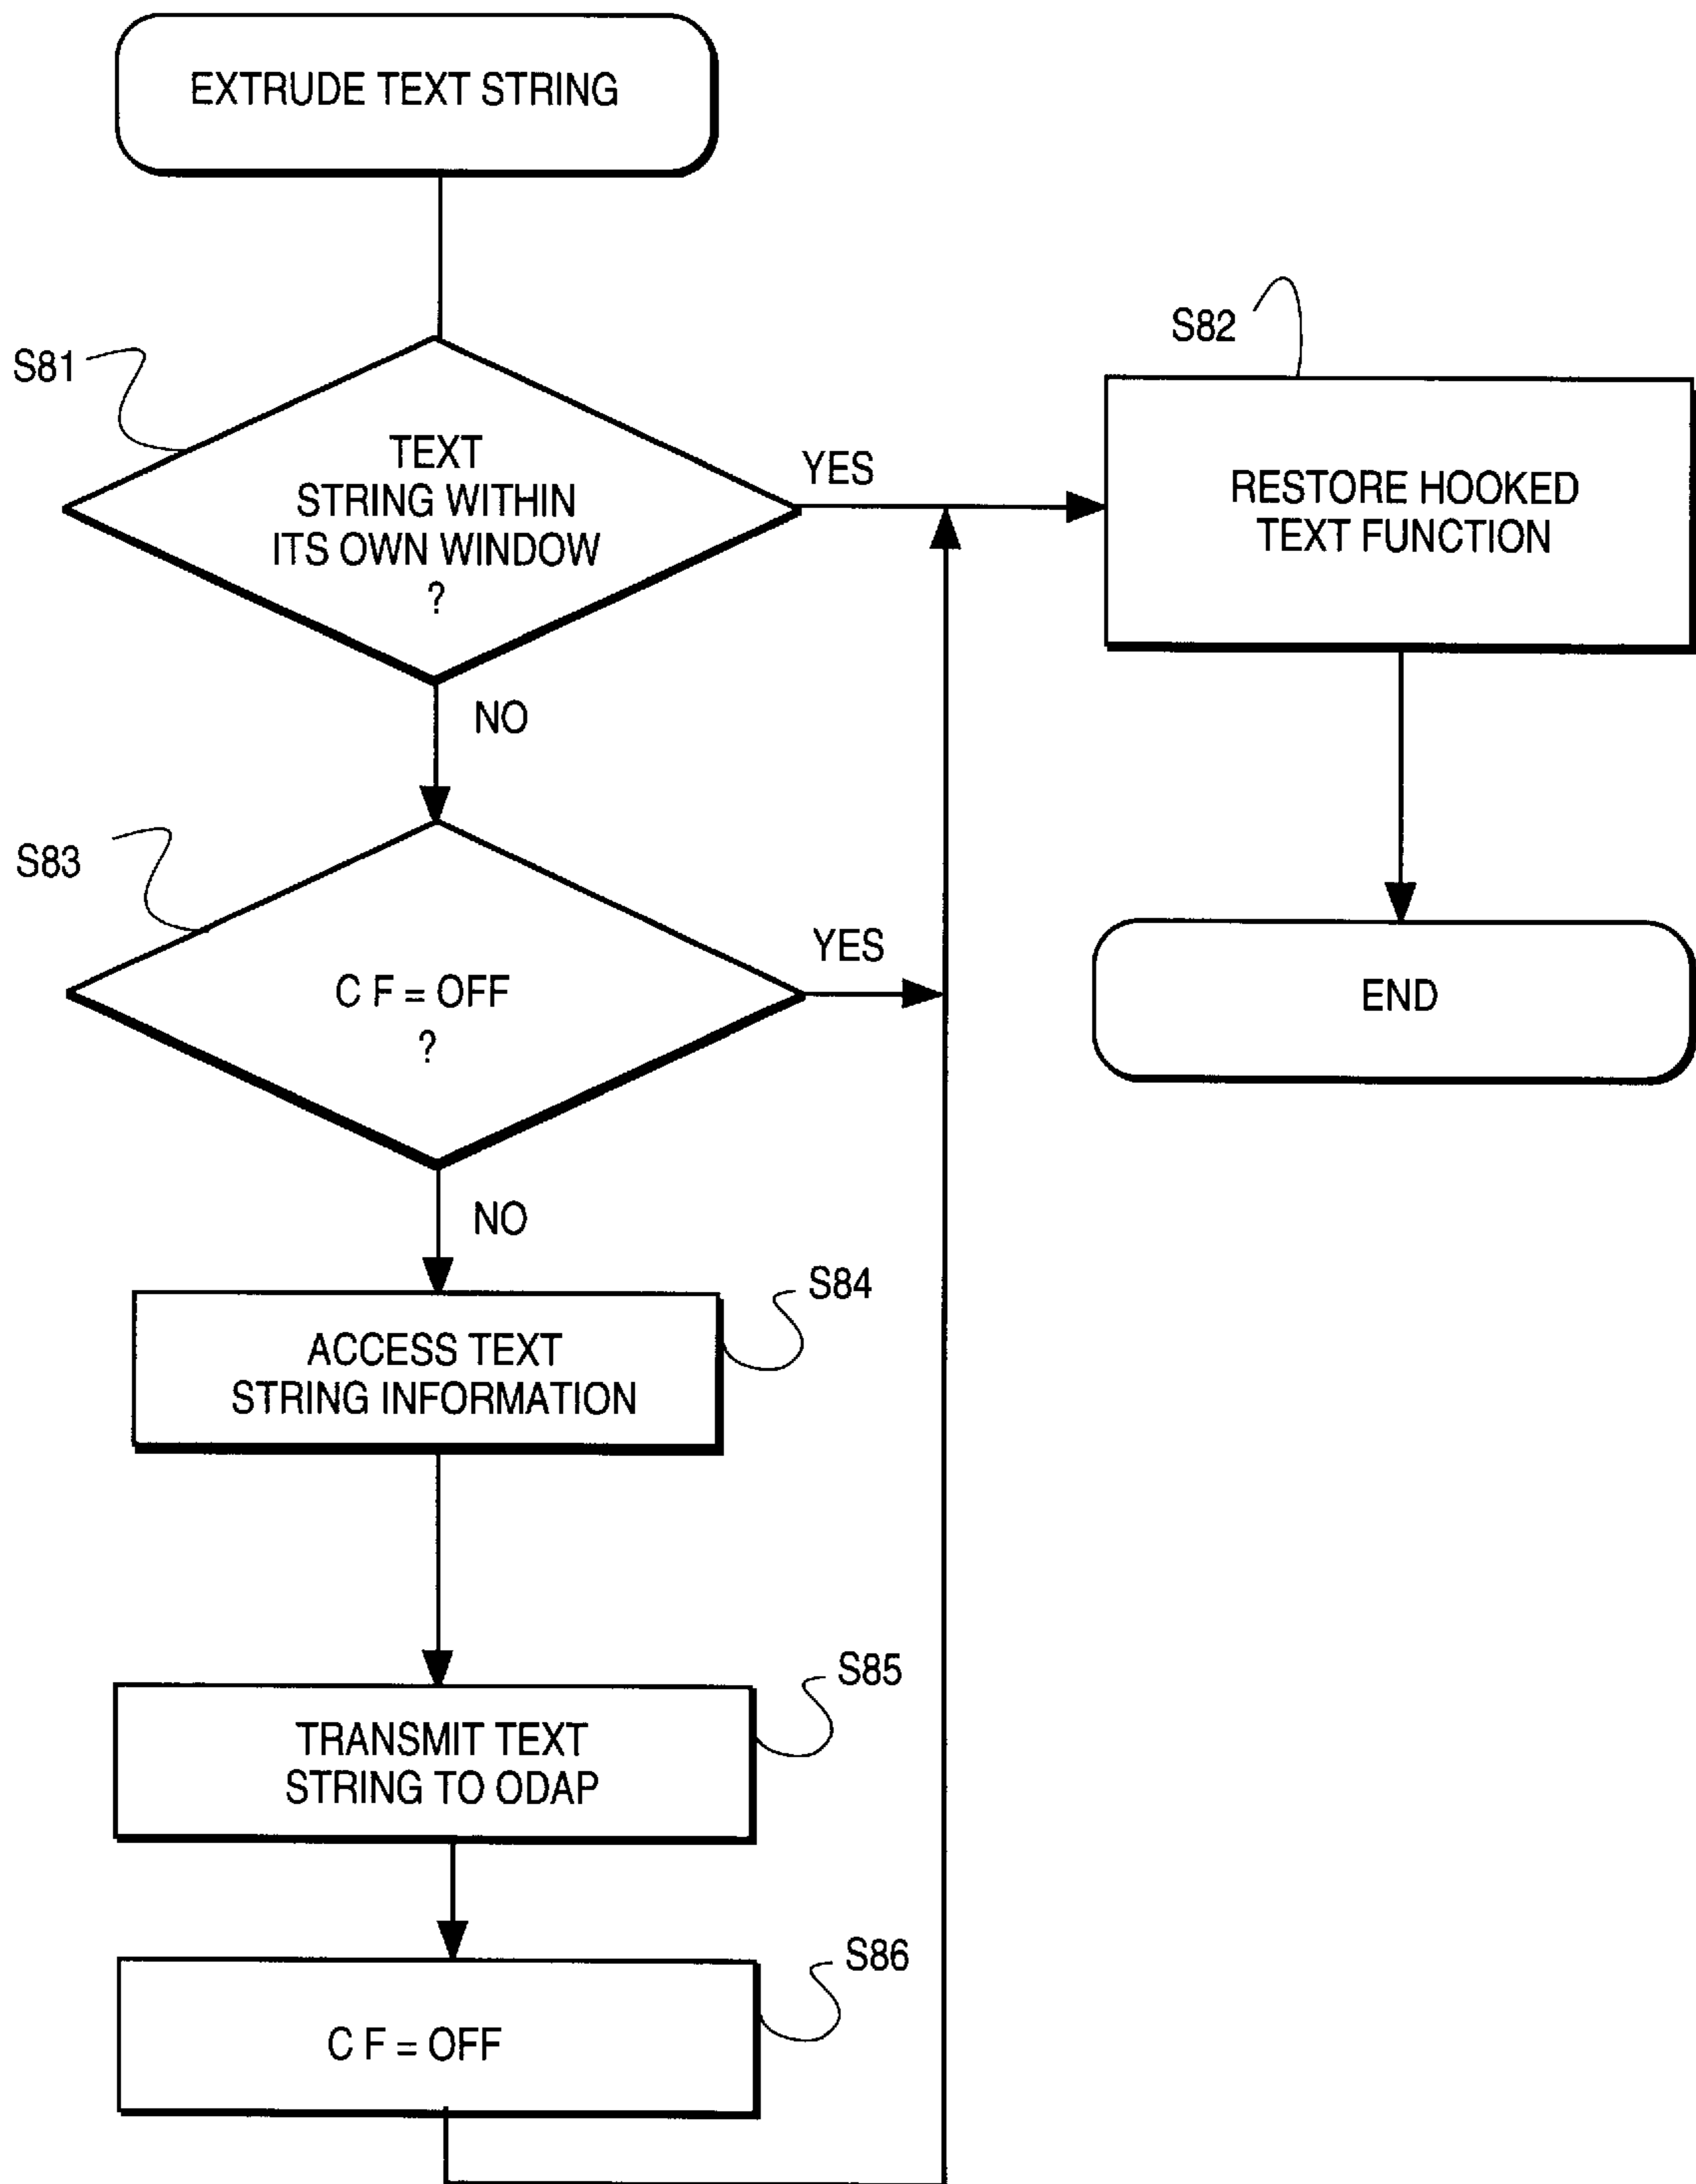 EXTRUDE TEXT STRING
S81
TEXT
STRING WITHIN
ITS OWN WINDOW
?
YES
S82
RESTORE HOOKED
TEXT FUNCTION
NO
S83
C F = OFF
?
YES
END
NO
S84
ACCESS TEXT
STRING INFORMATION
S85
TRANSMIT TEXT
STRING TO ODAP
S86
C F = OFF